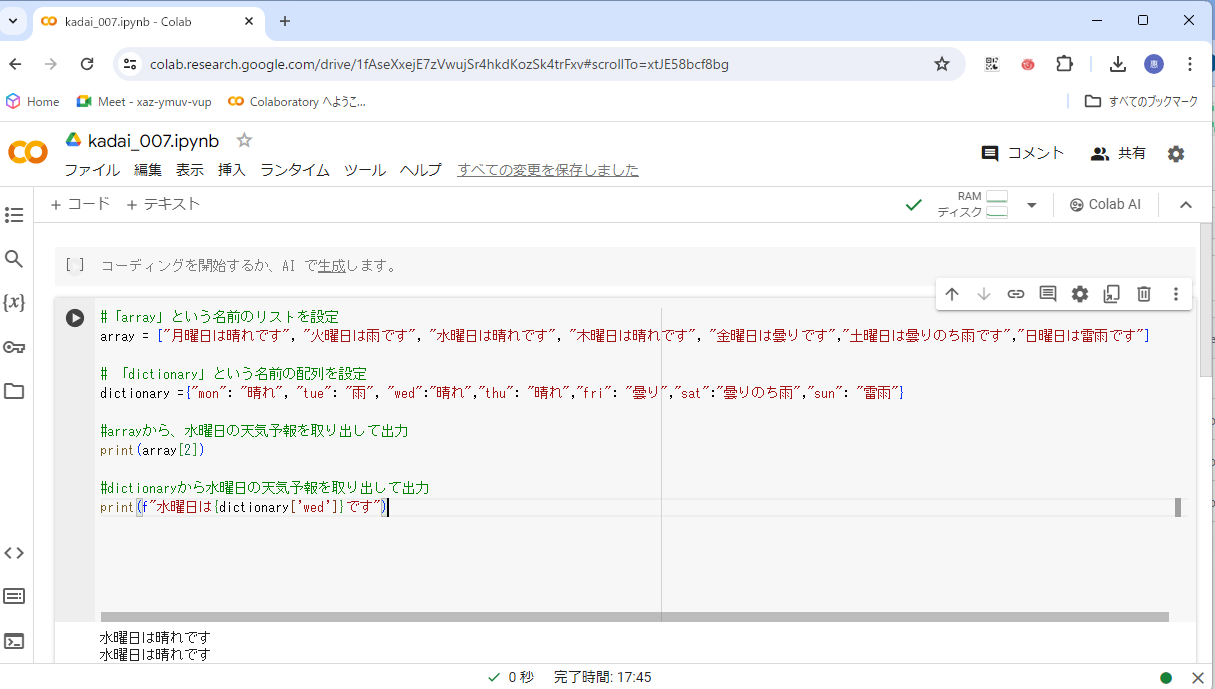 kadai_007.ipynb - Colab
colab.research.google.com/drive/1fAseXxejE7zVwujSr4hkdKozSk4trFxv#scrollTo=xtJE58bcf8bg
惠
Home Meet - xaz-ymuv-vup Colaboratory へようこ... すべてのブックマーク
kadai_007.ipynb
コメント 共有
ファイル 編集 表示 挿入 ランタイム ツール ヘルプ すべての変更を保存しました
+ コード + テキスト
RAM
ディスク
Colab AI
[ ] コーディングを開始するか、AI で生成します。
#「array」という名前のリストを設定
array = ["月曜日は晴れです", "火曜日は雨です", "水曜日は晴れです", "木曜日は晴れです", "金曜日は曇りです","土曜日は曇りのち雨です","日曜日は雷雨です"]
# 「dictionary」という名前の配列を設定
dictionary ={"mon": "晴れ", "tue": "雨", "wed":"晴れ","thu": "晴れ","fri": "曇り","sat":"曇りのち雨","sun": "雷雨"}
#arrayから、水曜日の天気予報を取り出して出力
print(array[2])
#dictionaryから水曜日の天気予報を取り出して出力
print(f"水曜日は{dictionary['wed']}です")
水曜日は晴れです
水曜日は晴れです
0 秒 完了時間: 17:45